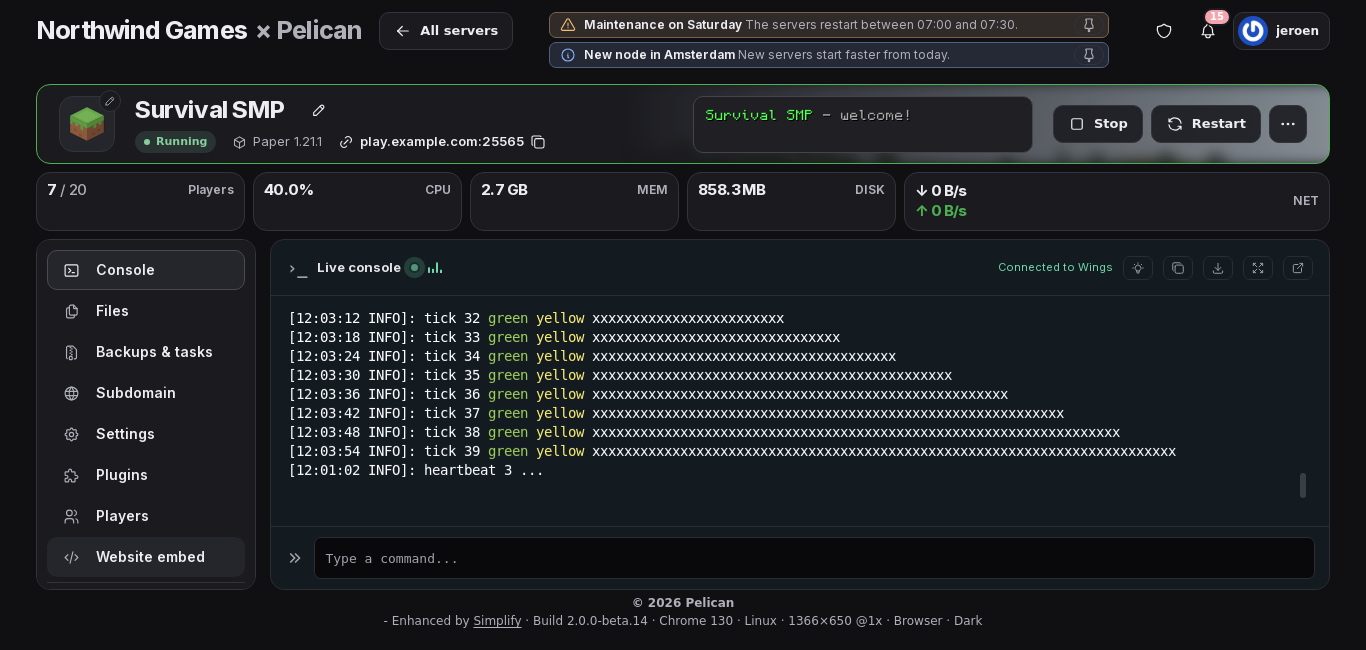 Northwind Games × Pelican
All servers
Maintenance on Saturday The servers restart between 07:00 and 07:30.
New node in Amsterdam New servers start faster from today.
15
jeroen
Survival SMP
Running
Paper 1.21.1
play.example.com:25565
Survival SMP - welcome!
Stop
Restart
7 / 20 Players
40.0% CPU
2.7 GB MEM
858.3 MB DISK
↓ 0 B/s
↑ 0 B/s
NET
Console
Files
Backups & tasks
Subdomain
Settings
Plugins
Players
Website embed
Live console
Connected to Wings
[12:03:12 INFO]: tick 32 green yellow xxxxxxxxxxxxxxxxxxxxxxxx
[12:03:18 INFO]: tick 33 green yellow xxxxxxxxxxxxxxxxxxxxxxxxxxxxxxx
[12:03:24 INFO]: tick 34 green yellow xxxxxxxxxxxxxxxxxxxxxxxxxxxxxxxxxxxxxx
[12:03:30 INFO]: tick 35 green yellow xxxxxxxxxxxxxxxxxxxxxxxxxxxxxxxxxxxxxxxxxxxxx
[12:03:36 INFO]: tick 36 green yellow xxxxxxxxxxxxxxxxxxxxxxxxxxxxxxxxxxxxxxxxxxxxxxxxxxxx
[12:03:42 INFO]: tick 37 green yellow xxxxxxxxxxxxxxxxxxxxxxxxxxxxxxxxxxxxxxxxxxxxxxxxxxxxxxxxxxx
[12:03:48 INFO]: tick 38 green yellow xxxxxxxxxxxxxxxxxxxxxxxxxxxxxxxxxxxxxxxxxxxxxxxxxxxxxxxxxxxxxxxxxx
[12:03:54 INFO]: tick 39 green yellow xxxxxxxxxxxxxxxxxxxxxxxxxxxxxxxxxxxxxxxxxxxxxxxxxxxxxxxxxxxxxxxxxxxxxxxxx
[12:01:02 INFO]: heartbeat 3 ...
Type a command...
© 2026 Pelican
- Enhanced by Simplify · Build 2.0.0-beta.14 · Chrome 130 · Linux · 1366×650 @1x · Browser · Dark